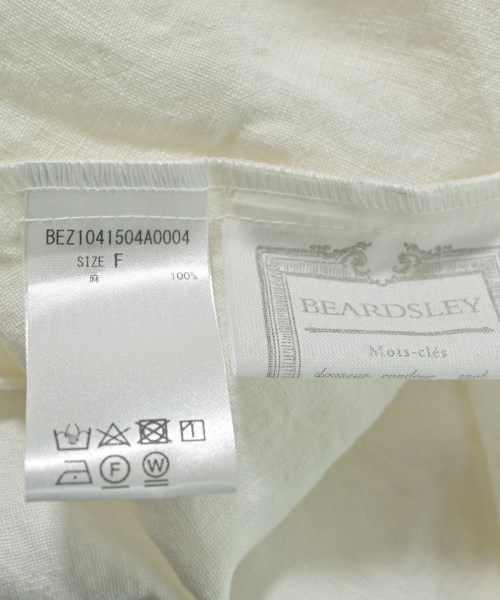 BEZ1041504A0004
SIZE F
麻 100%
F W
BEARDSLEY
Mots-clés